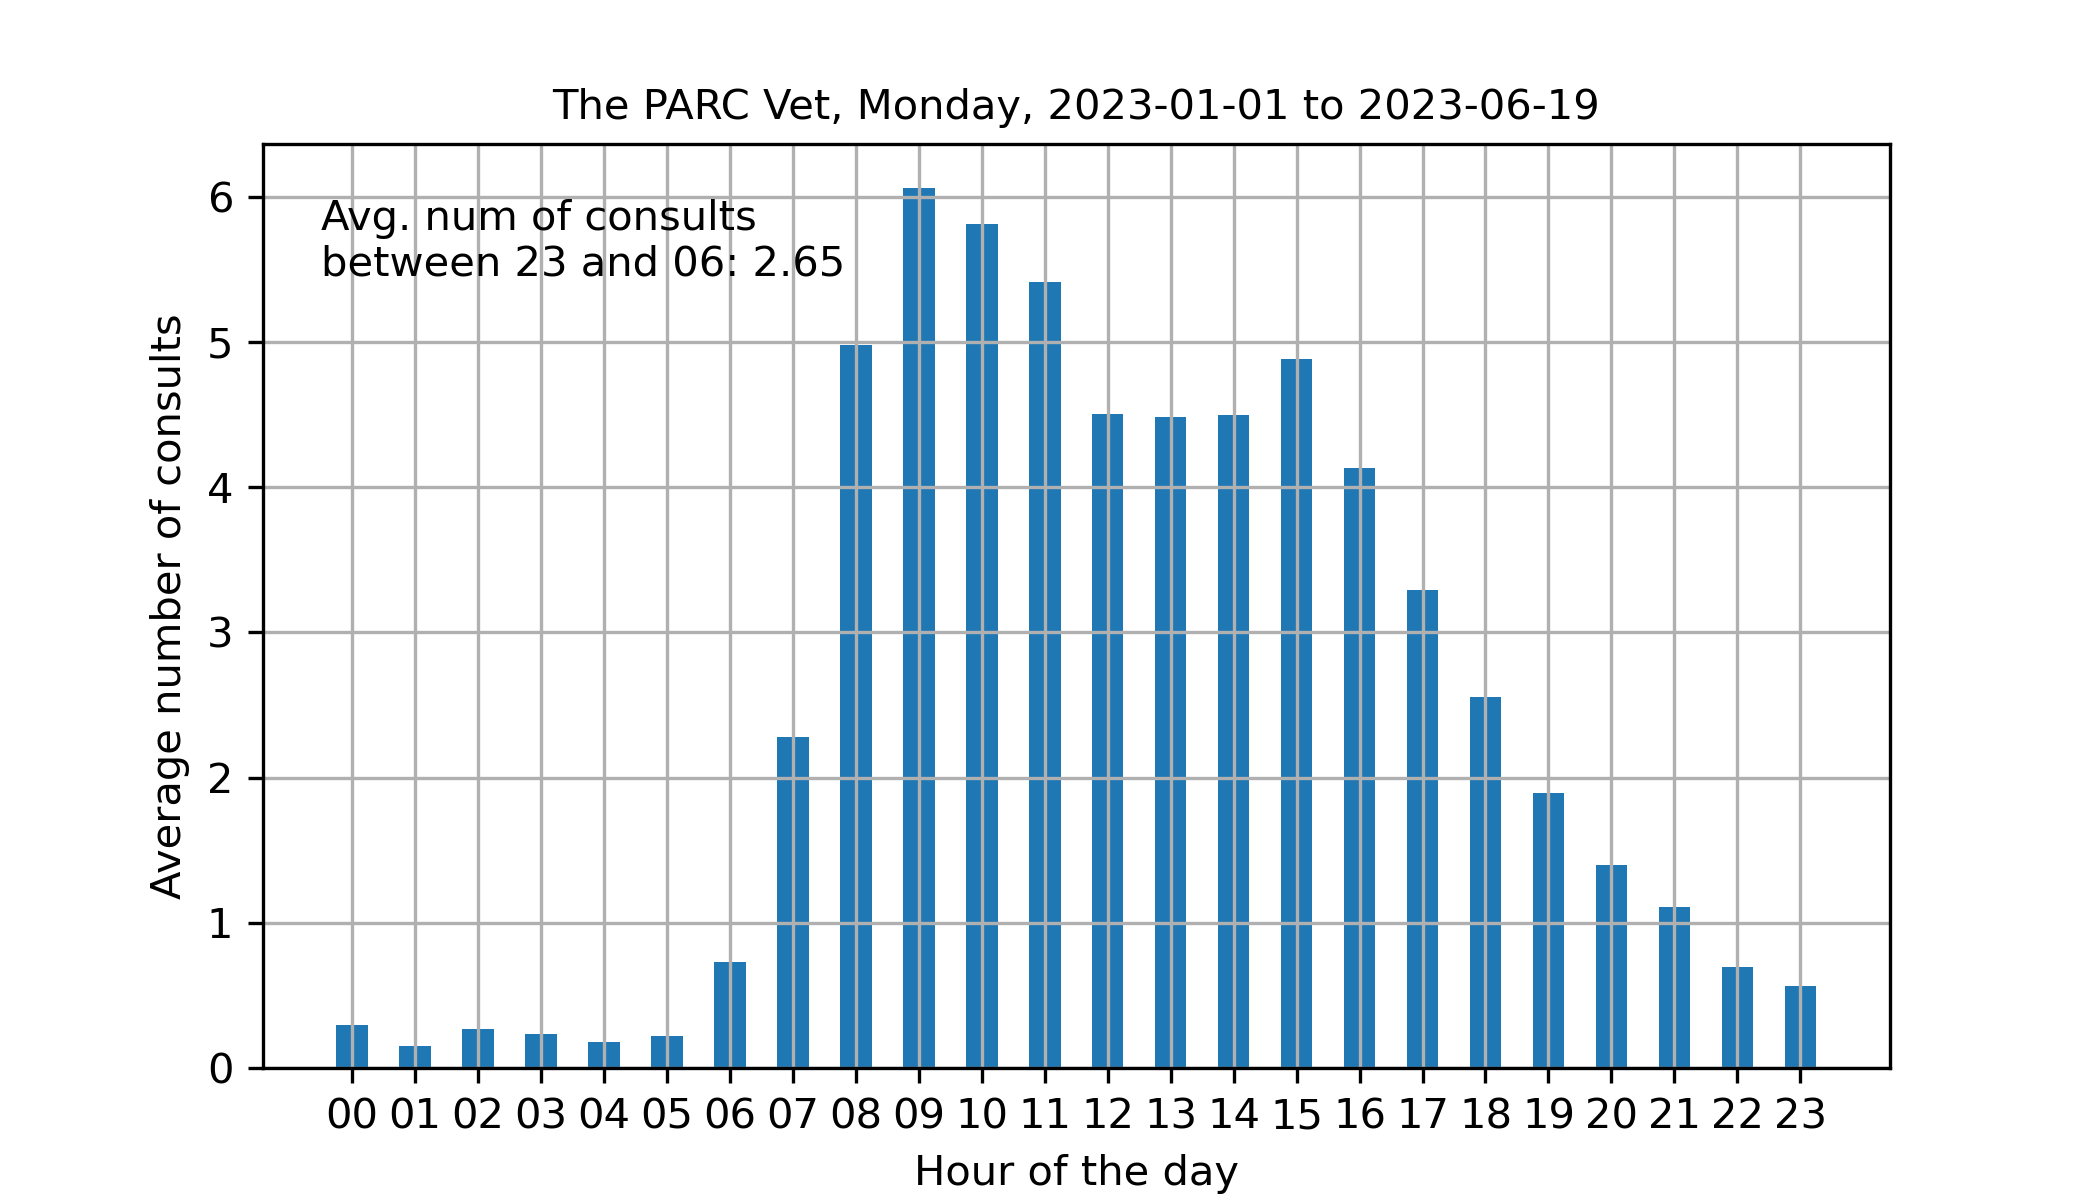 The PARC Vet, Monday, 2023-01-01 to 2023-06-19
Avg. num of consults
between 23 and 06: 2.65
Average number of consults
6
5
4
3
2
1
0
00 01 02 03 04 05 06 07 08 09 10 11 12 13 14 15 16 17 18 19 20 21 22 23
Hour of the day